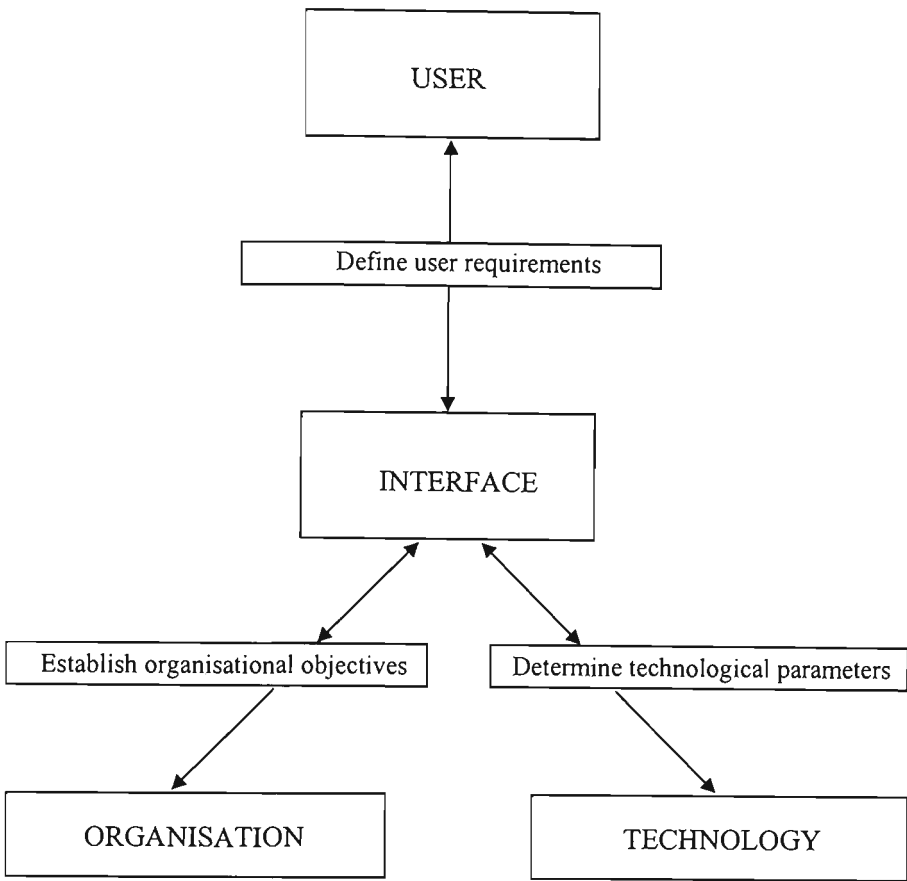 USER
Define user requirements
INTERFACE
Establish organisational objectives
Determine technological parameters
ORGANISATION
TECHNOLOGY